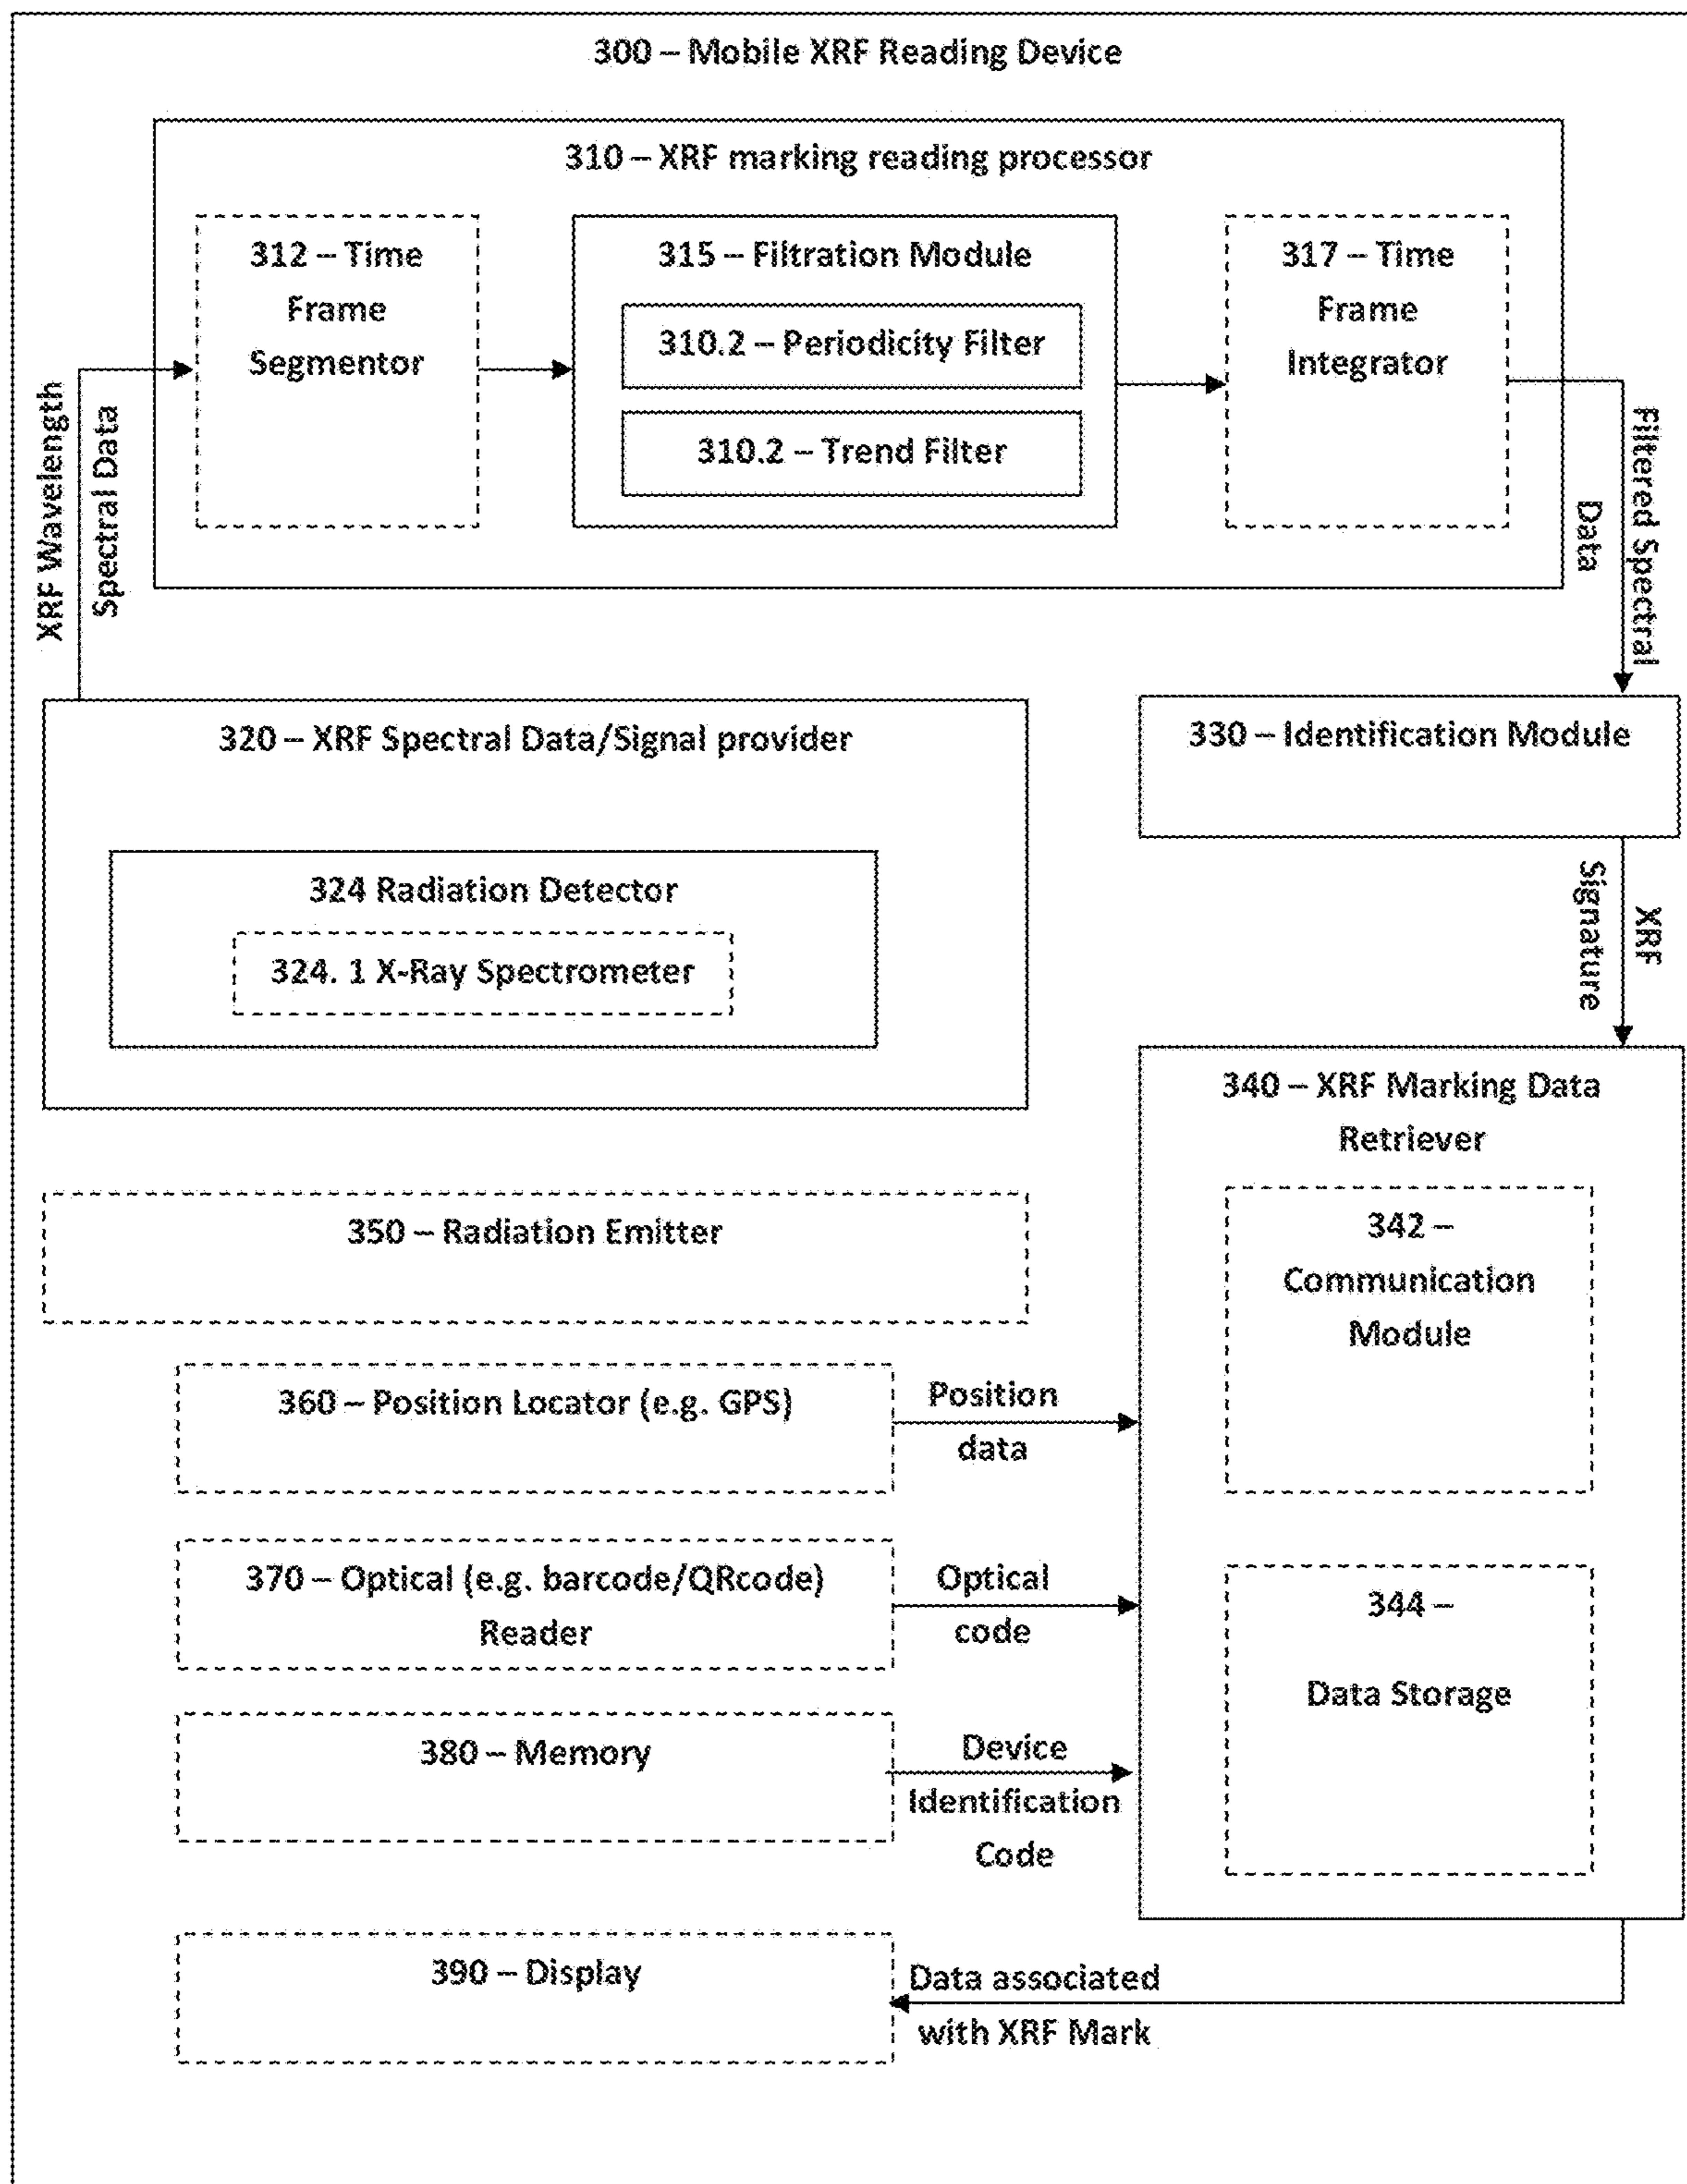 300 – Mobile XRF Reading Device
310 – XRF marking reading processor
312 – Time
Frame
Segmentor
315 – Filtration Module
310.2 – Periodicity Filter
310.2 – Trend Filter
317 – Time
Frame
Integrator
XRF Wavelength
Spectral Data
Filtered Spectral
Data
320 – XRF Spectral Data/Signal provider
324 Radiation Detector
324. 1 X-Ray Spectrometer
330 – Identification Module
XRF
Signature
340 – XRF Marking Data
Retriever
342 –
Communication
Module
344 –
Data Storage
350 – Radiation Emitter
360 – Position Locator (e.g. GPS)
Position
data
370 – Optical (e.g. barcode/QRcode)
Reader
Optical
code
380 – Memory
Device
Identification
Code
390 – Display
Data associated
with XRF Mark